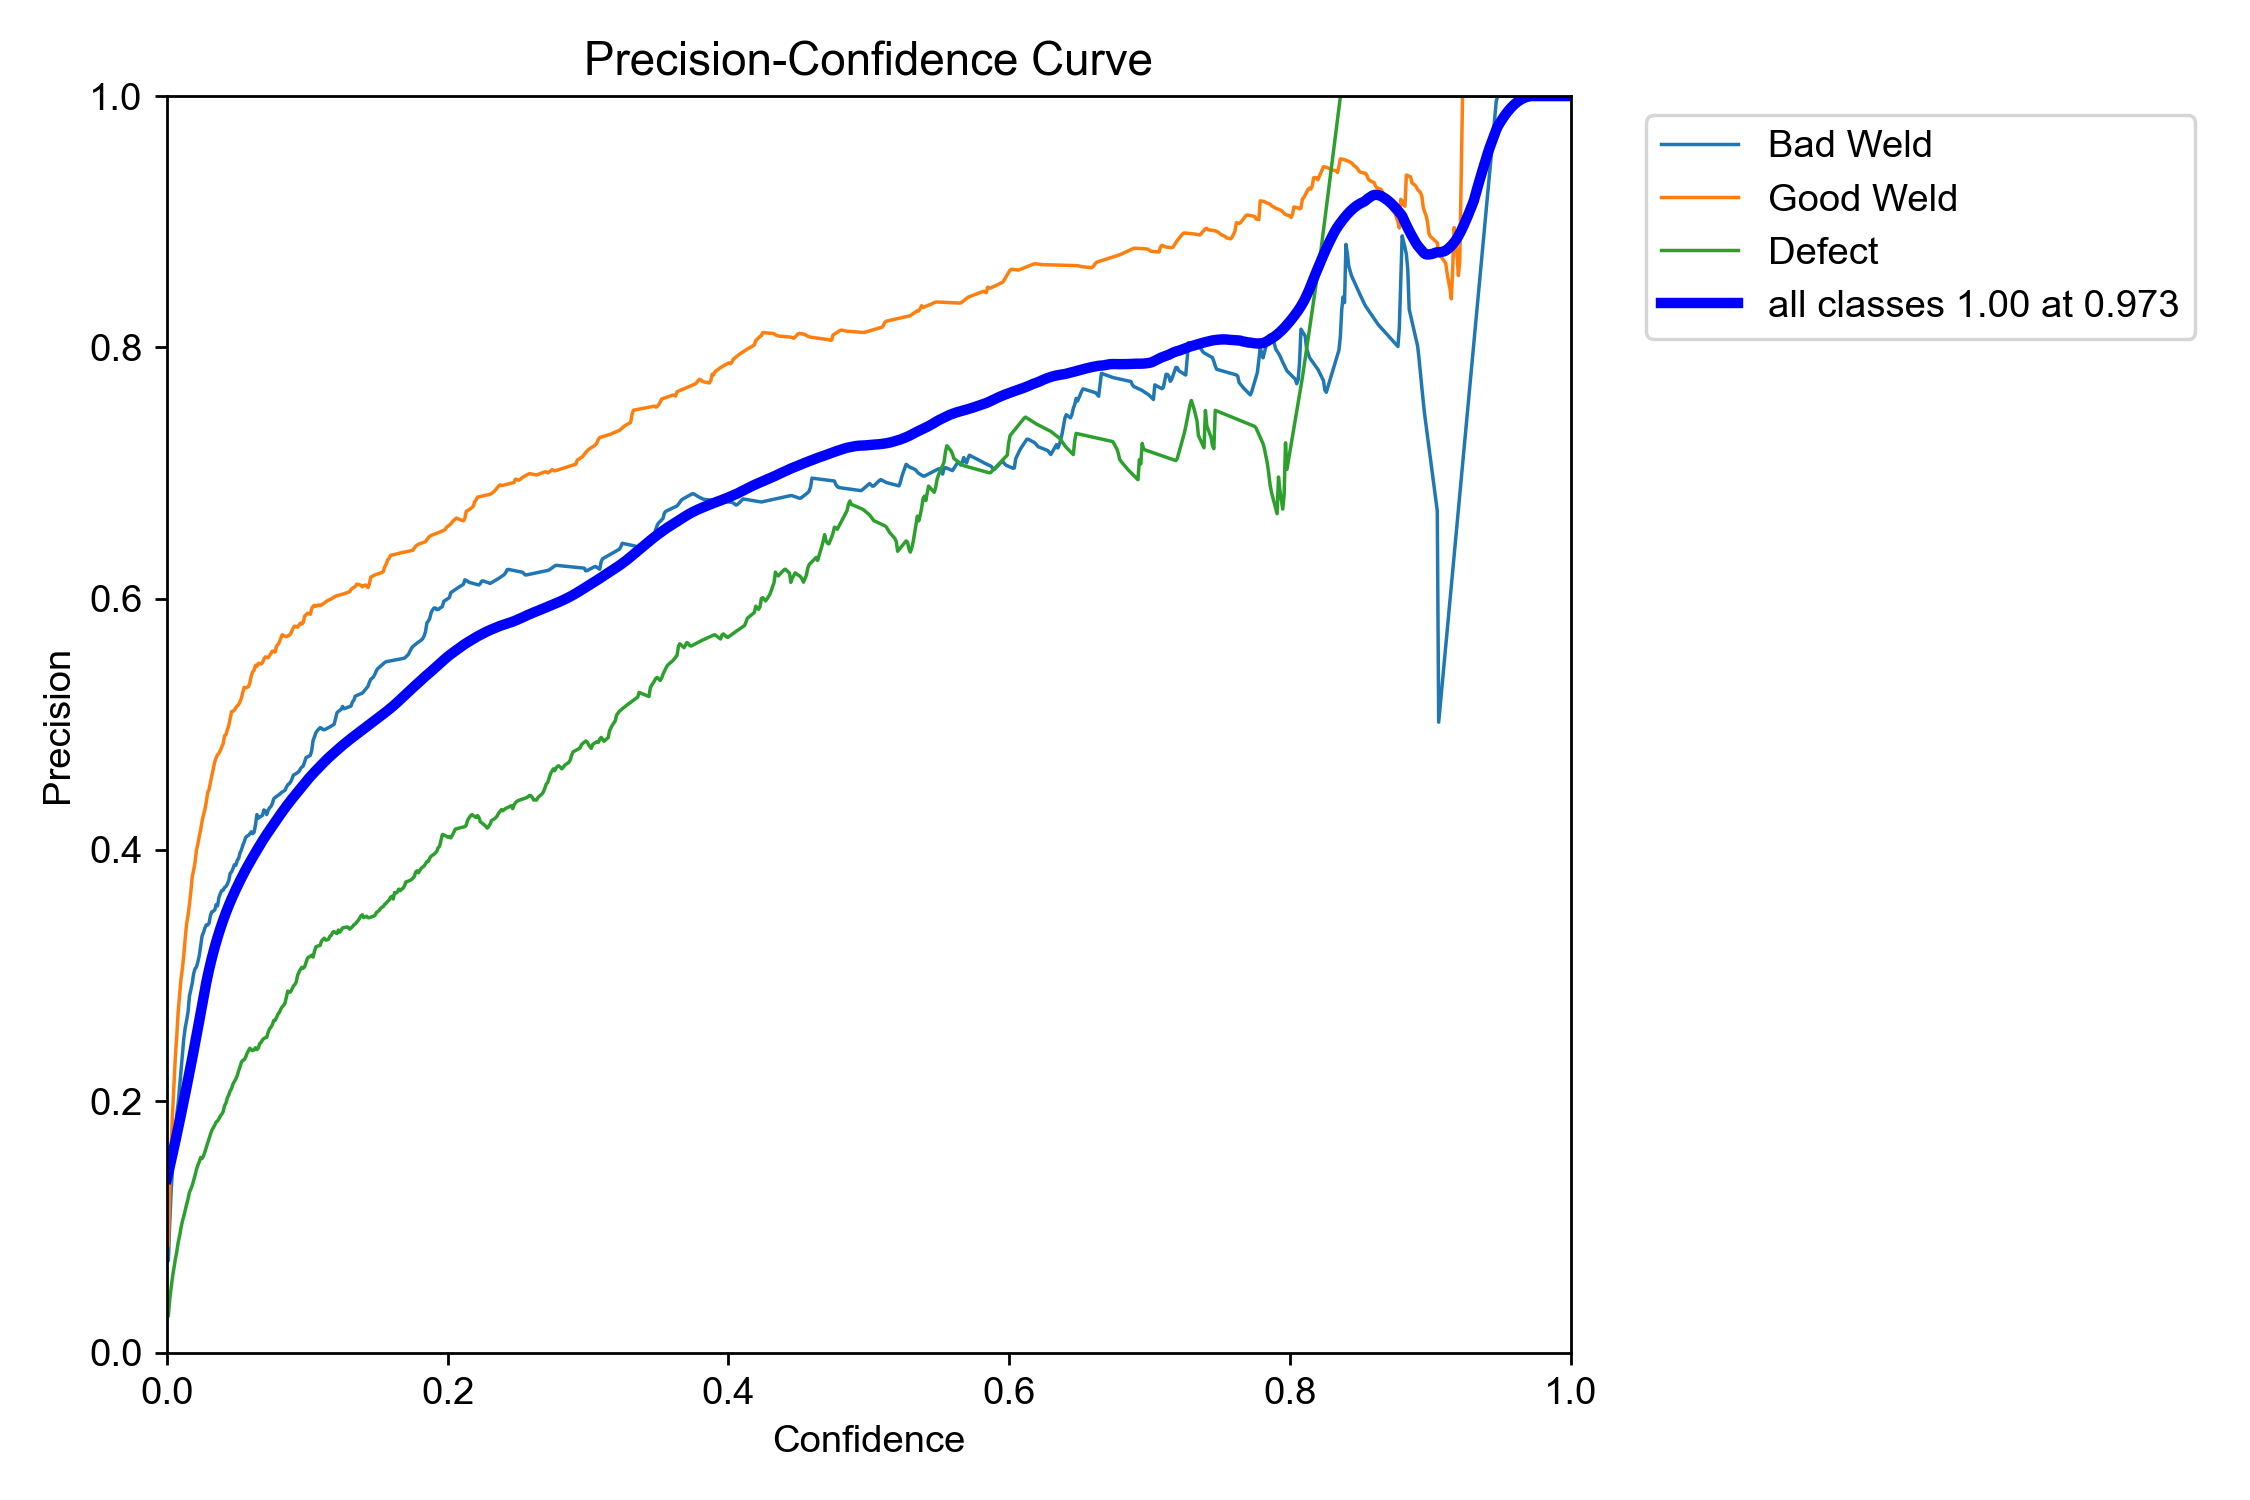 Precision-Confidence Curve
1.0
0.8
0.6
0.4
0.2
0.0
Precision
0.0 0.2 0.4 0.6 0.8 1.0
Confidence
Bad Weld
Good Weld
Defect
all classes 1.00 at 0.973